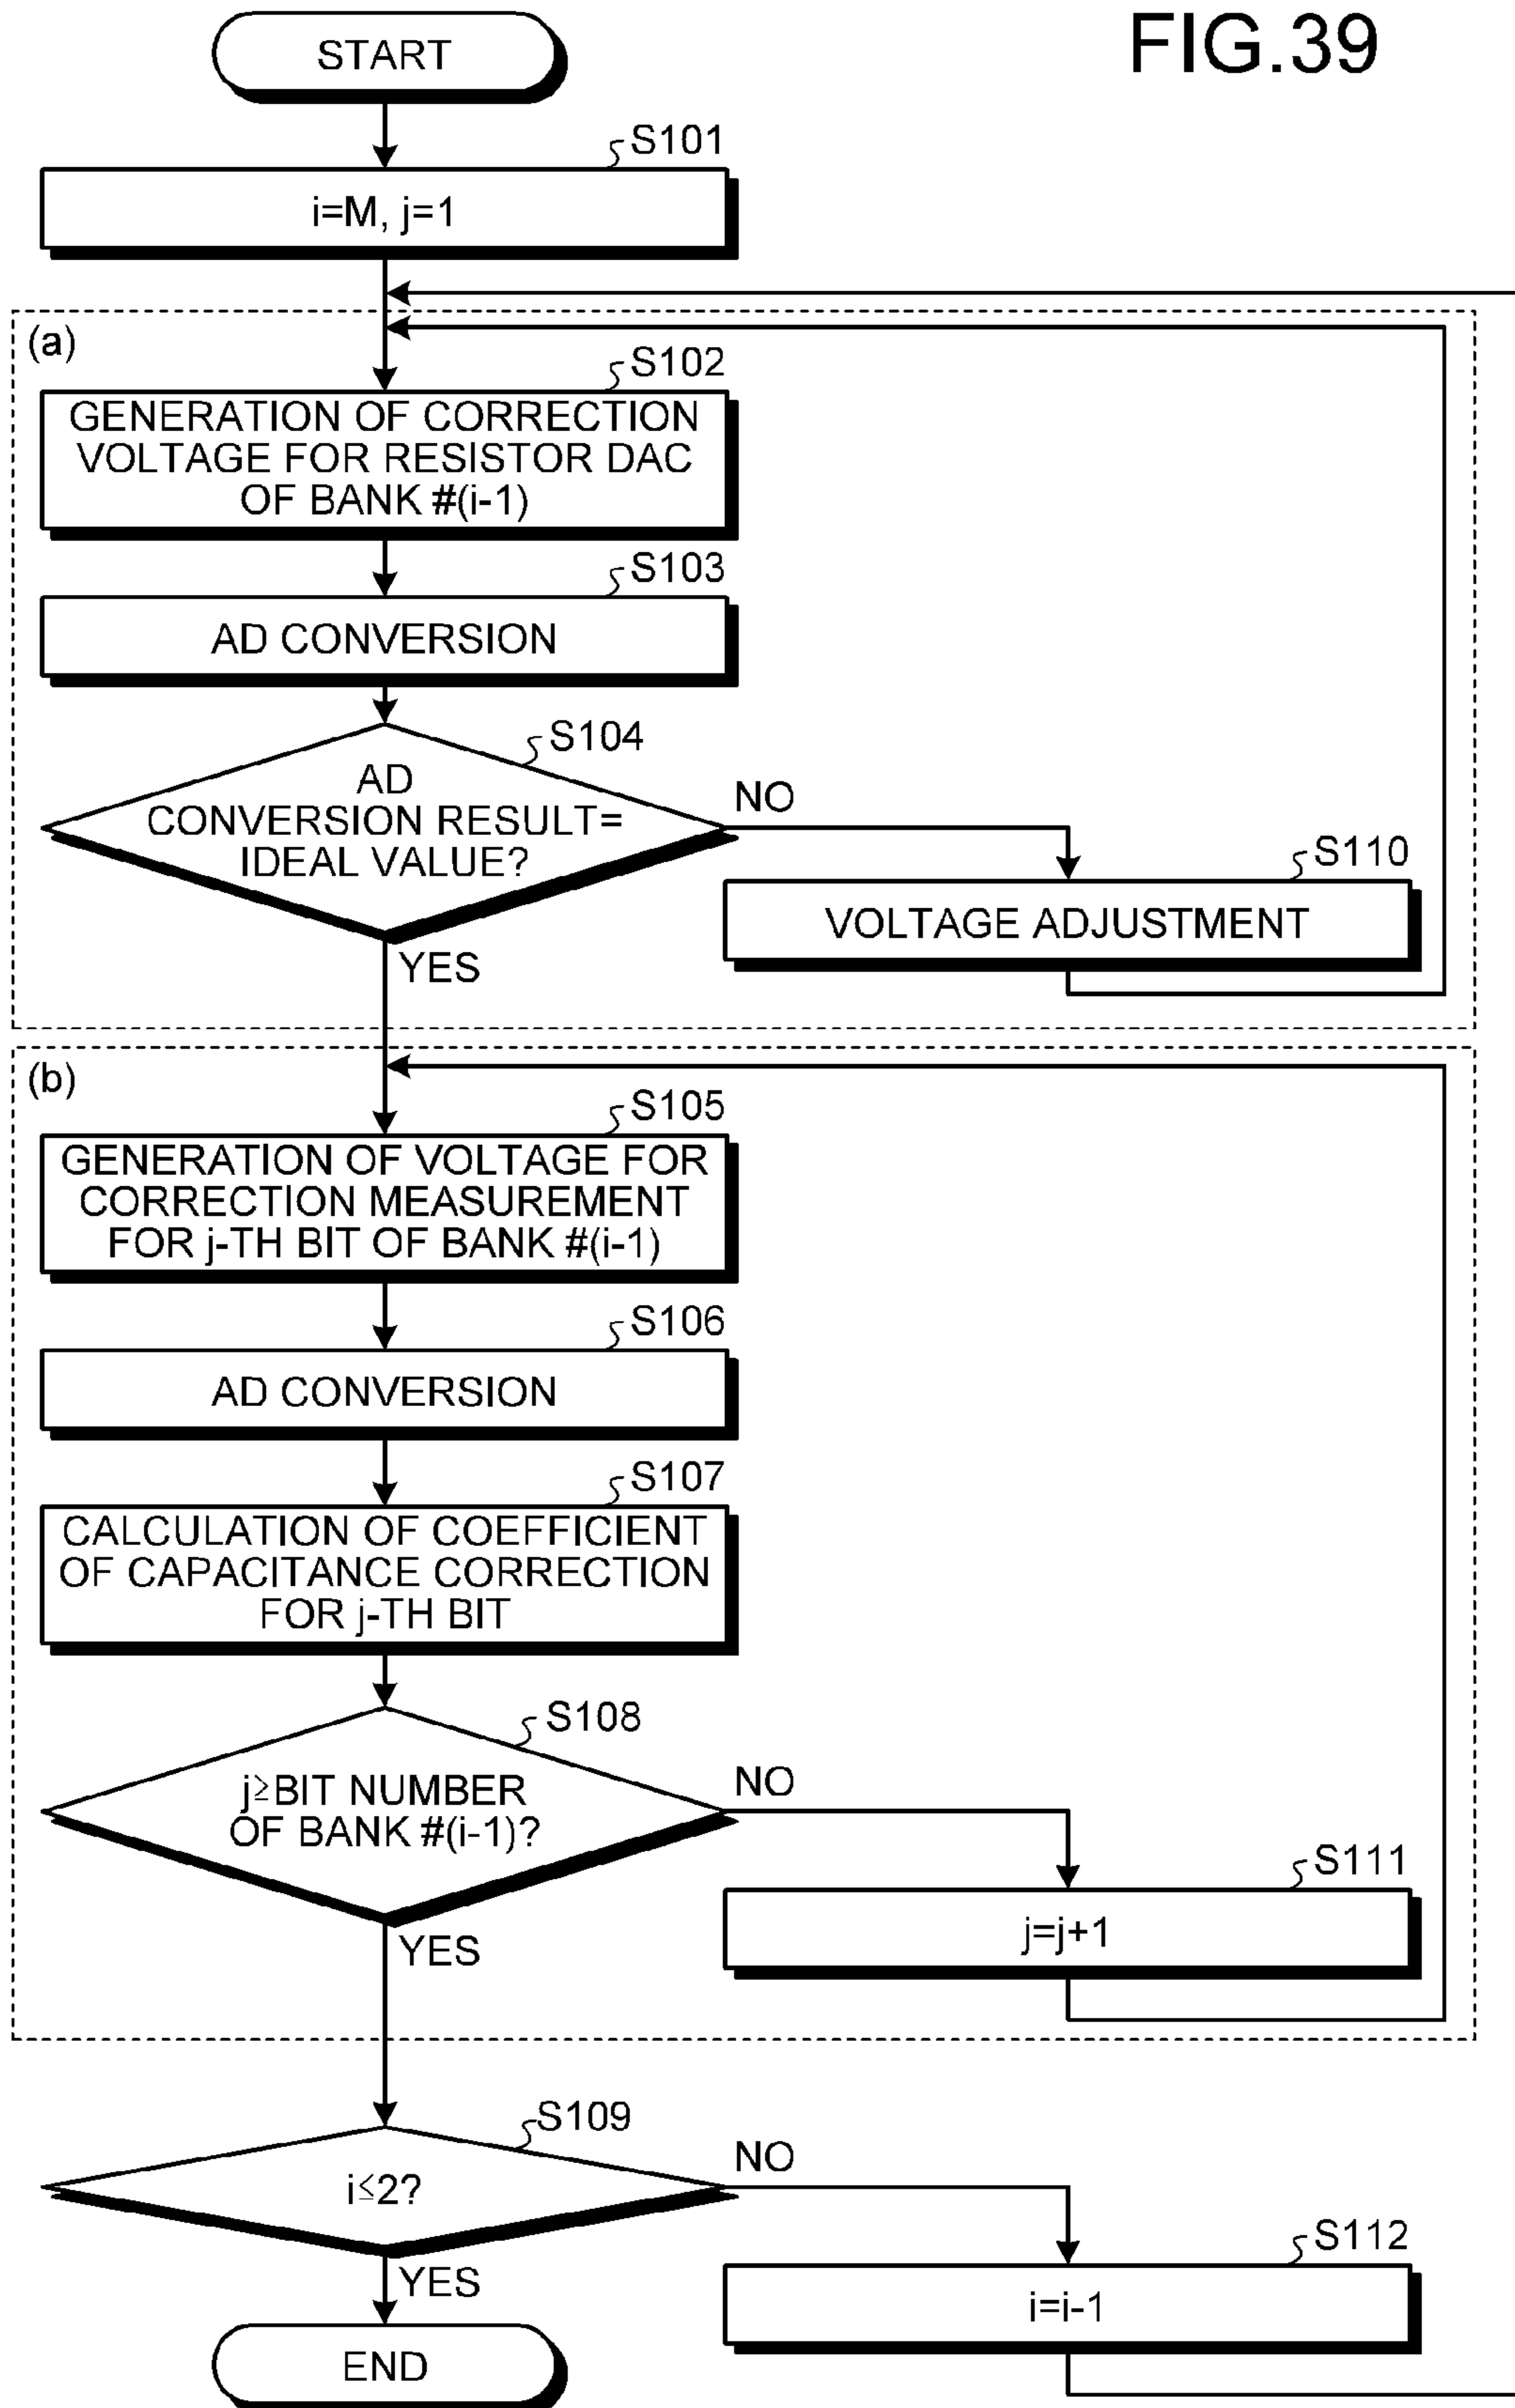 FIG.39
START
S101
i=M, j=1
(a)
S102
GENERATION OF CORRECTION
VOLTAGE FOR RESISTOR DAC
OF BANK #(i-1)
S103
AD CONVERSION
S104
AD
CONVERSION RESULT=
IDEAL VALUE?
NO
S110
VOLTAGE ADJUSTMENT
YES
(b)
S105
GENERATION OF VOLTAGE FOR
CORRECTION MEASUREMENT
FOR j-TH BIT OF BANK #(i-1)
S106
AD CONVERSION
S107
CALCULATION OF COEFFICIENT
OF CAPACITANCE CORRECTION
FOR j-TH BIT
S108
j≧BIT NUMBER
OF BANK #(i-1)?
NO
S111
j=j+1
YES
S109
i≦2?
NO
S112
i=i-1
YES
END